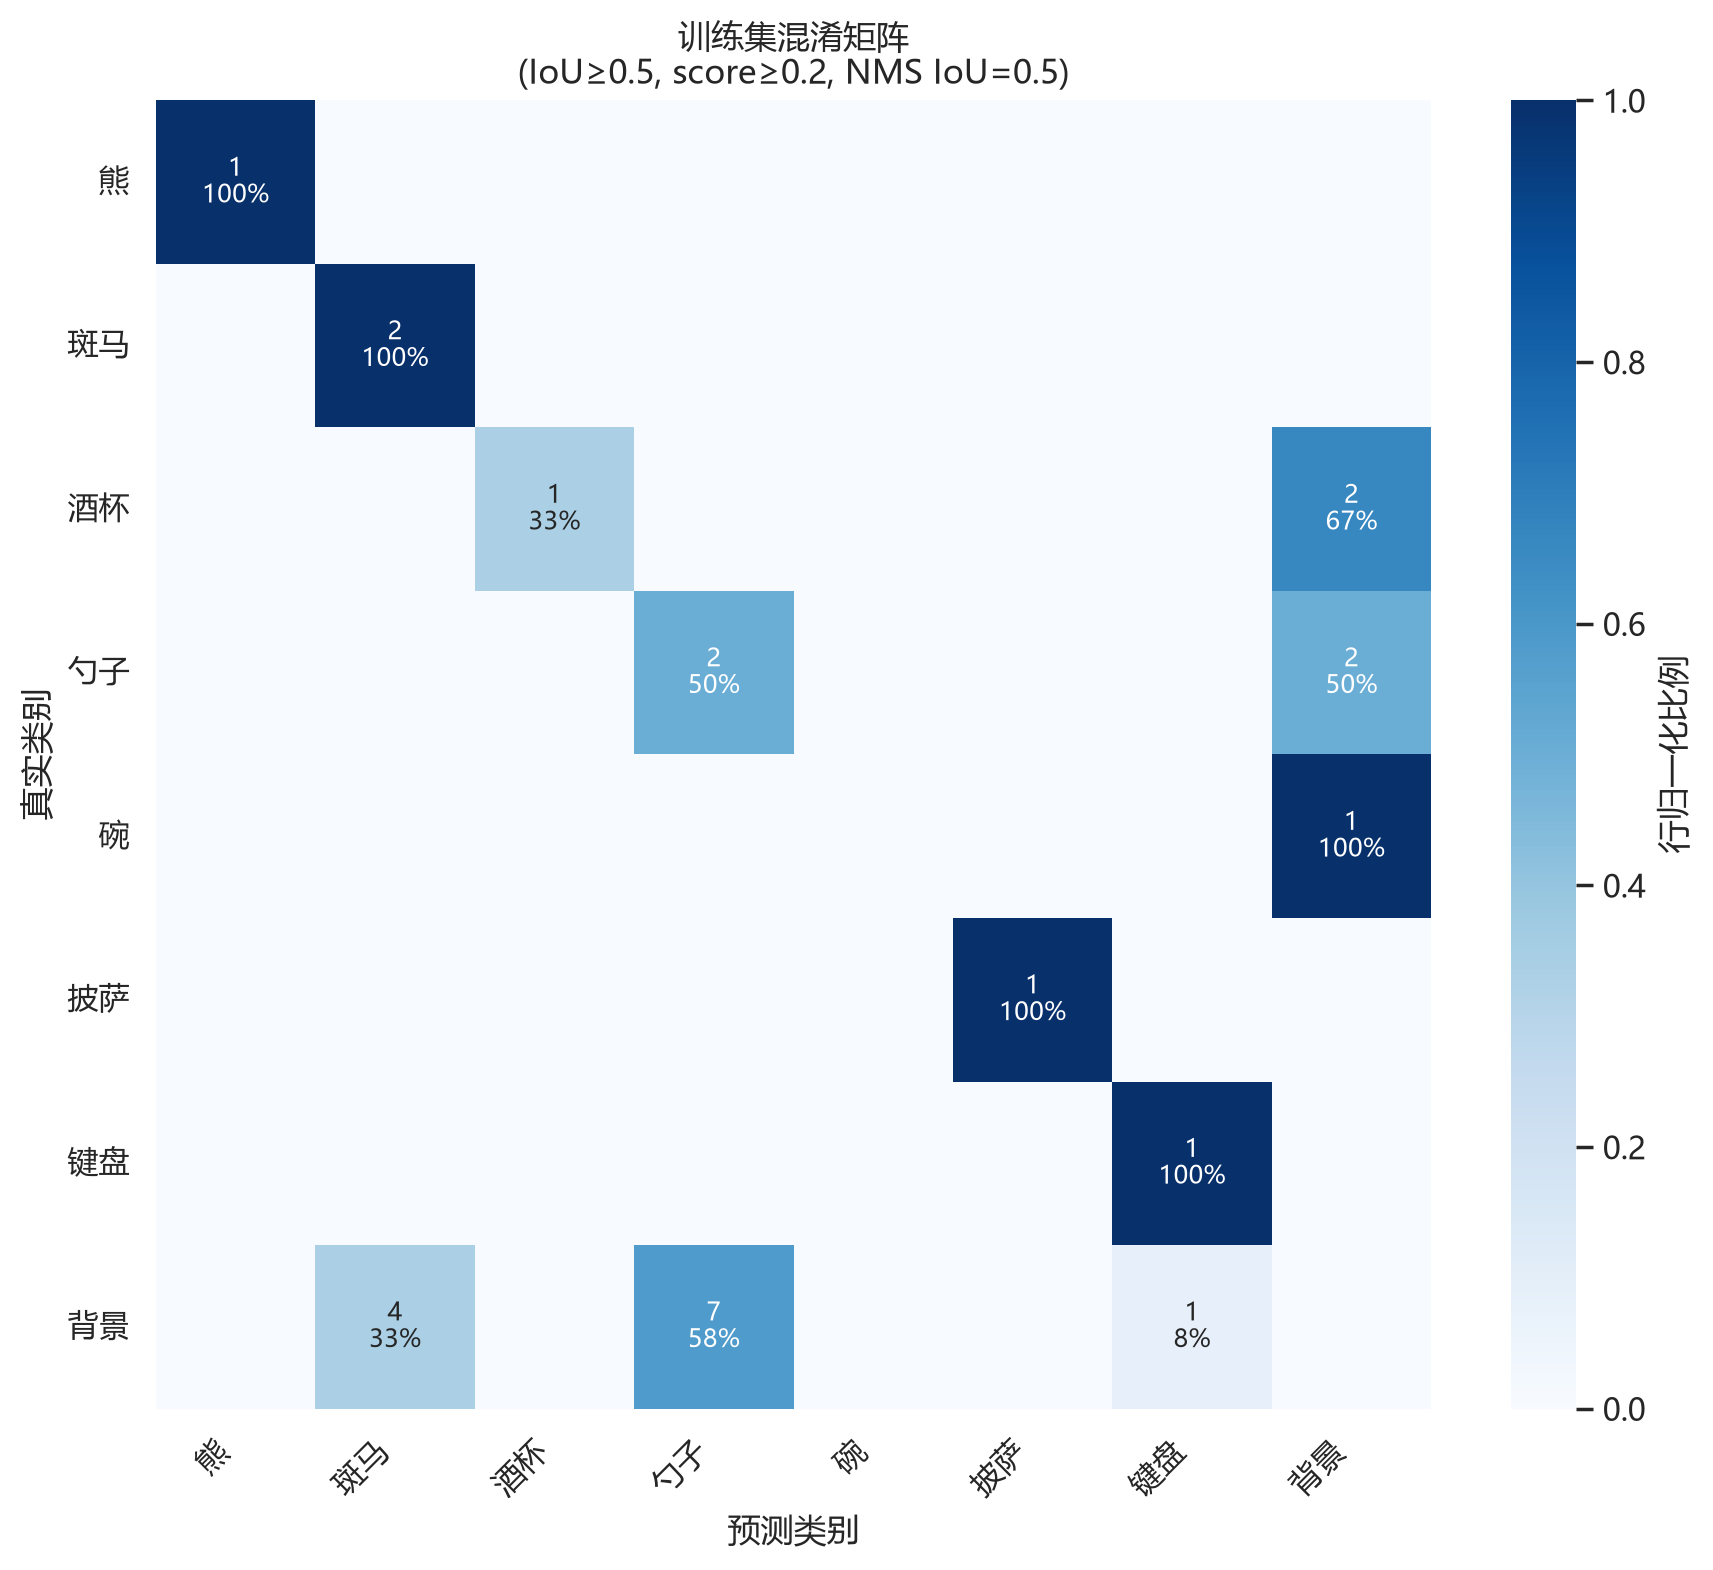 训练集混淆矩阵
(IoU≥0.5, score≥0.2, NMS IoU=0.5)
真实类别
熊
1
100%
斑马
2
100%
酒杯
1
33%
2
67%
勺子
2
50%
2
50%
碗
1
100%
披萨
1
100%
键盘
1
100%
背景
4
33%
7
58%
1
8%
熊
斑马
酒杯
勺子
碗
披萨
键盘
背景
预测类别
1.0
0.8
0.6
0.4
0.2
0.0
行归一化比例